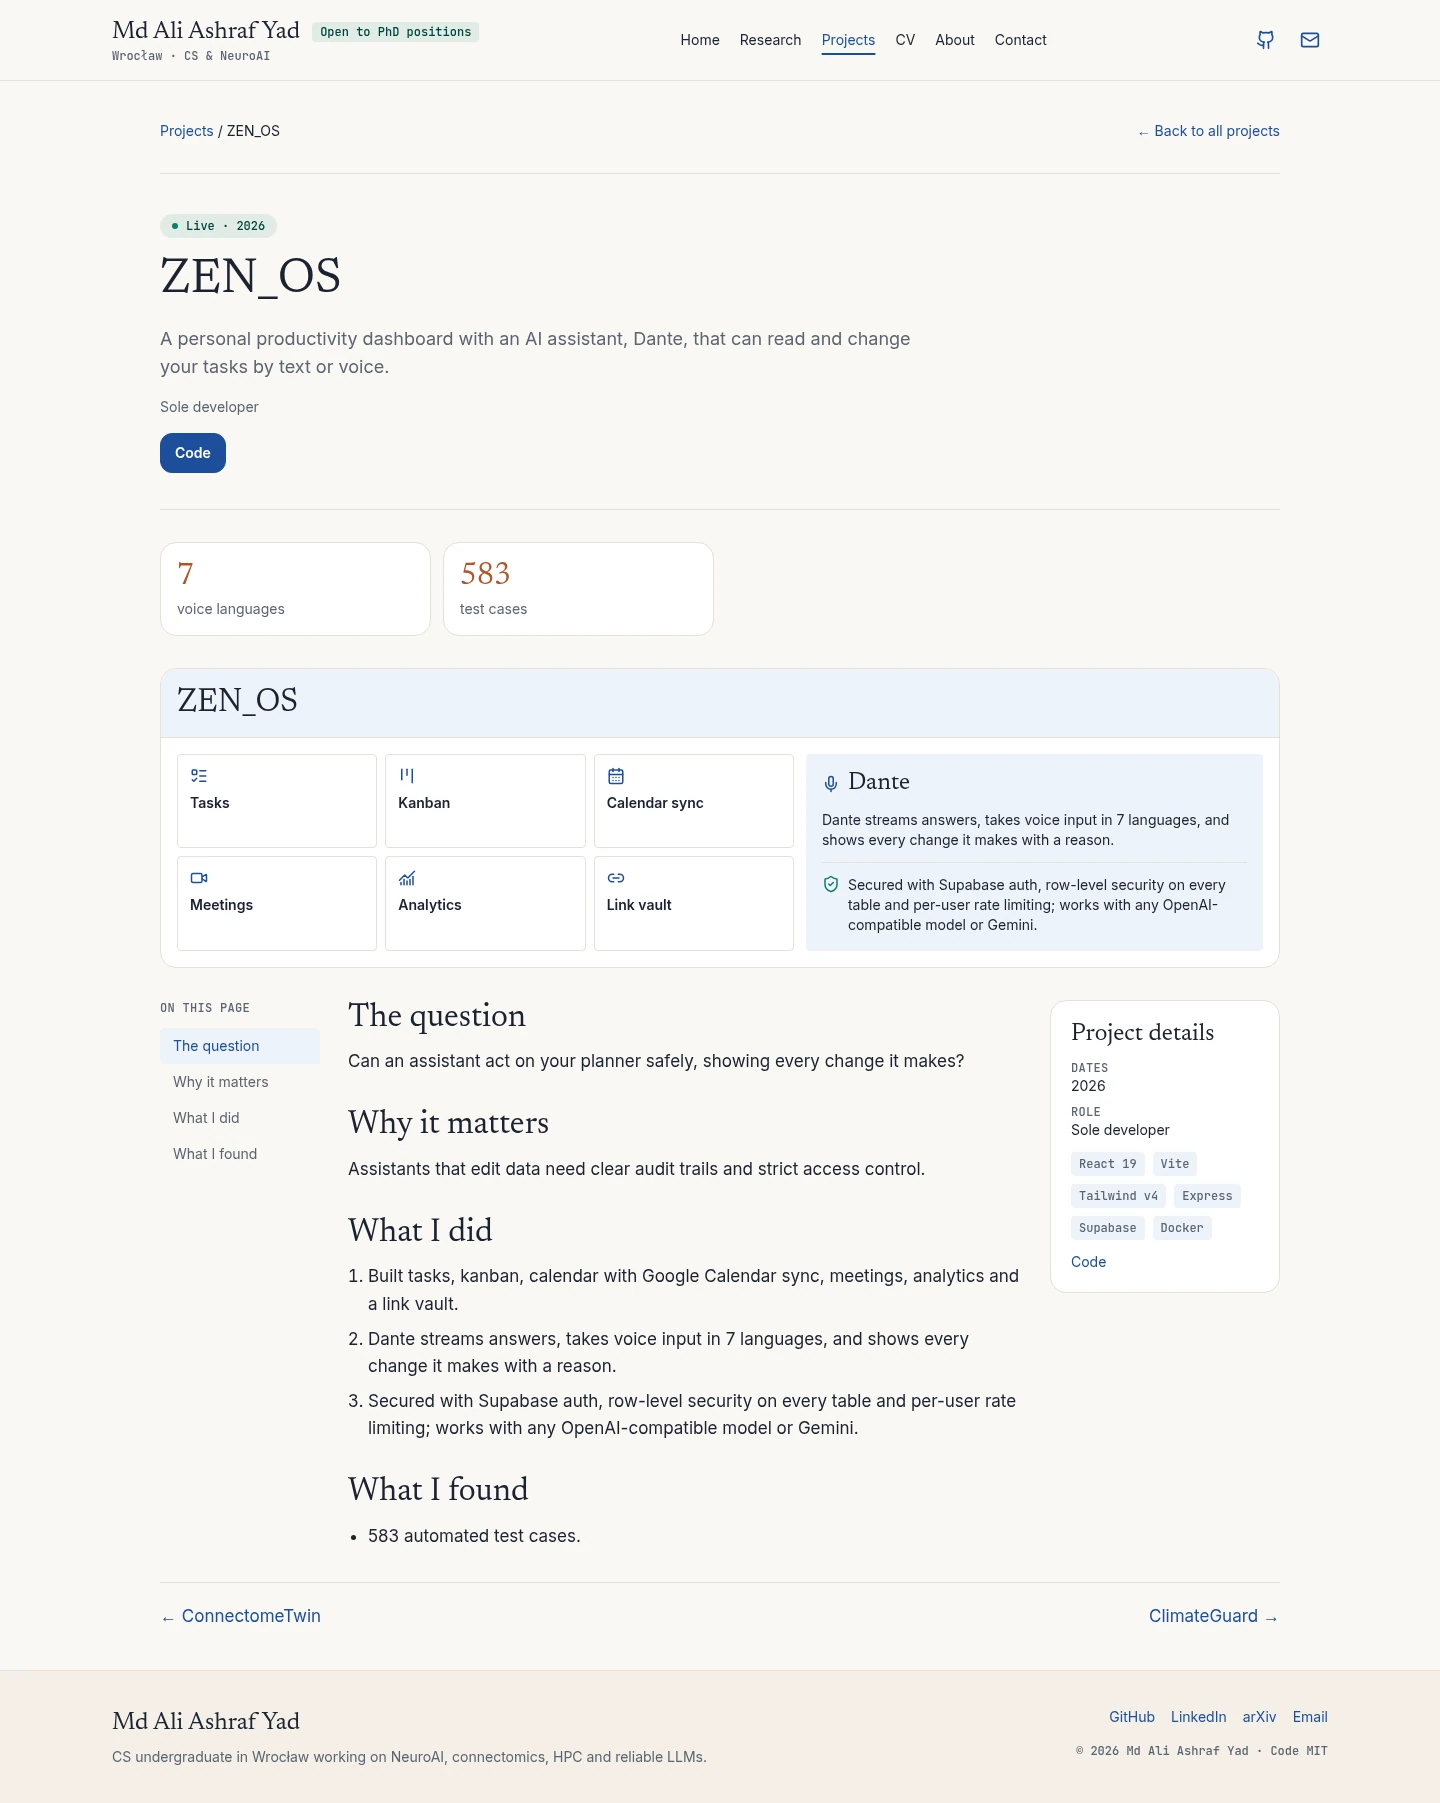 Md Ali Ashraf Yad
Open to PhD positions
Wrocław · CS & NeuroAI
Home
Research
Projects
CV
About
Contact
Projects / ZEN_OS
← Back to all projects
Live · 2026
ZEN_OS
A personal productivity dashboard with an AI assistant, Dante, that can read and change
your tasks by text or voice.
Sole developer
Code
7
voice languages
583
test cases
ZEN_OS
Tasks
Kanban
Calendar sync
Meetings
Analytics
Link vault
Dante
Dante streams answers, takes voice input in 7 languages, and
shows every change it makes with a reason.
Secured with Supabase auth, row-level security on every
table and per-user rate limiting; works with any OpenAI-
compatible model or Gemini.
ON THIS PAGE
The question
Why it matters
What I did
What I found
The question
Can an assistant act on your planner safely, showing every change it makes?
Why it matters
Assistants that edit data need clear audit trails and strict access control.
What I did
1. Built tasks, kanban, calendar with Google Calendar sync, meetings, analytics and
a link vault.
2. Dante streams answers, takes voice input in 7 languages, and shows every
change it makes with a reason.
3. Secured with Supabase auth, row-level security on every table and per-user rate
limiting; works with any OpenAI-compatible model or Gemini.
What I found
• 583 automated test cases.
Project details
DATES
2026
ROLE
Sole developer
React 19
Vite
Tailwind v4
Express
Supabase
Docker
Code
← ConnectomeTwin
ClimateGuard →
Md Ali Ashraf Yad
CS undergraduate in Wrocław working on NeuroAI, connectomics, HPC and reliable LLMs.
GitHub
LinkedIn
arXiv
Email
© 2026 Md Ali Ashraf Yad · Code MIT